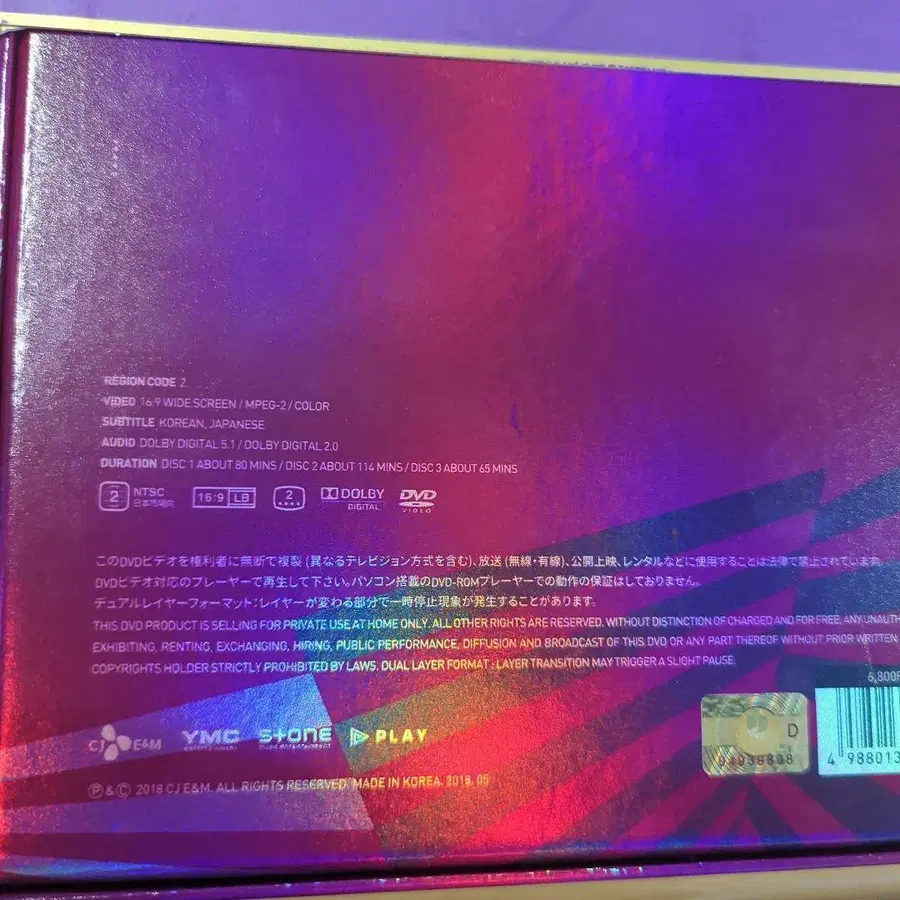 REGION CODE 2
VIDEO 16:9 WIDE SCREEN / MPEG-2 / COLOR
SUBTITLE KOREAN, JAPANESE
AUDIO DOLBY DIGITAL 5.1 / DOLBY DIGITAL 2.0
DURATION DISC 1 ABOUT 80 MINS / DISC 2 ABOUT 114 MINS / DISC 3 ABOUT 65 MINS
2 NTSC 日本市場向 16:9 LB 2 DOLBY DIGITAL DVD VIDEO
このDVDビデオを権利者に無断で複製 (異なるテレビジョン方式を含む)、放送 (無線・有線)、公開上映、レンタルなどに使用することは法律で禁止されています
DVDビデオ対応のプレーヤーで再生して下さい。パソコン搭載のDVD-ROMプレーヤーでの動作の保証はしておりません。
デュアルレイヤーフォーマット:レイヤーが変わる部分で一時停止現象が発生することがあります。
THIS DVD PRODUCT IS SELLING FOR PRIVATE USE AT HOME ONLY. ALL OTHER RIGHTS ARE RESERVED. WITHOUT DISTINCTION OF CHARGED AND FOR FREE, ANY UNAUTH
EXHIBITING, RENTING, EXCHANGING, HIRING, PUBLIC PERFORMANCE, DIFFUSION AND BROADCAST OF THIS DVD OR ANY PART THEREOF WITHOUT PRIOR WRITTEN
COPYRIGHTS HOLDER STRICTLY PROHIBITED BY LAWS. DUAL LAYER FORMAT : LAYER TRANSITION MAY TRIGGER A SLIGHT PAUSE.
6,800
CJ E&M YMC ENTERTAINMENT STONE MUSIC ENTERTAINMENT PLAY
D
4 988013
Ⓟ & Ⓒ 2018 CJ E&M. ALL RIGHTS RESERVED. MADE IN KOREA. 2018. 05